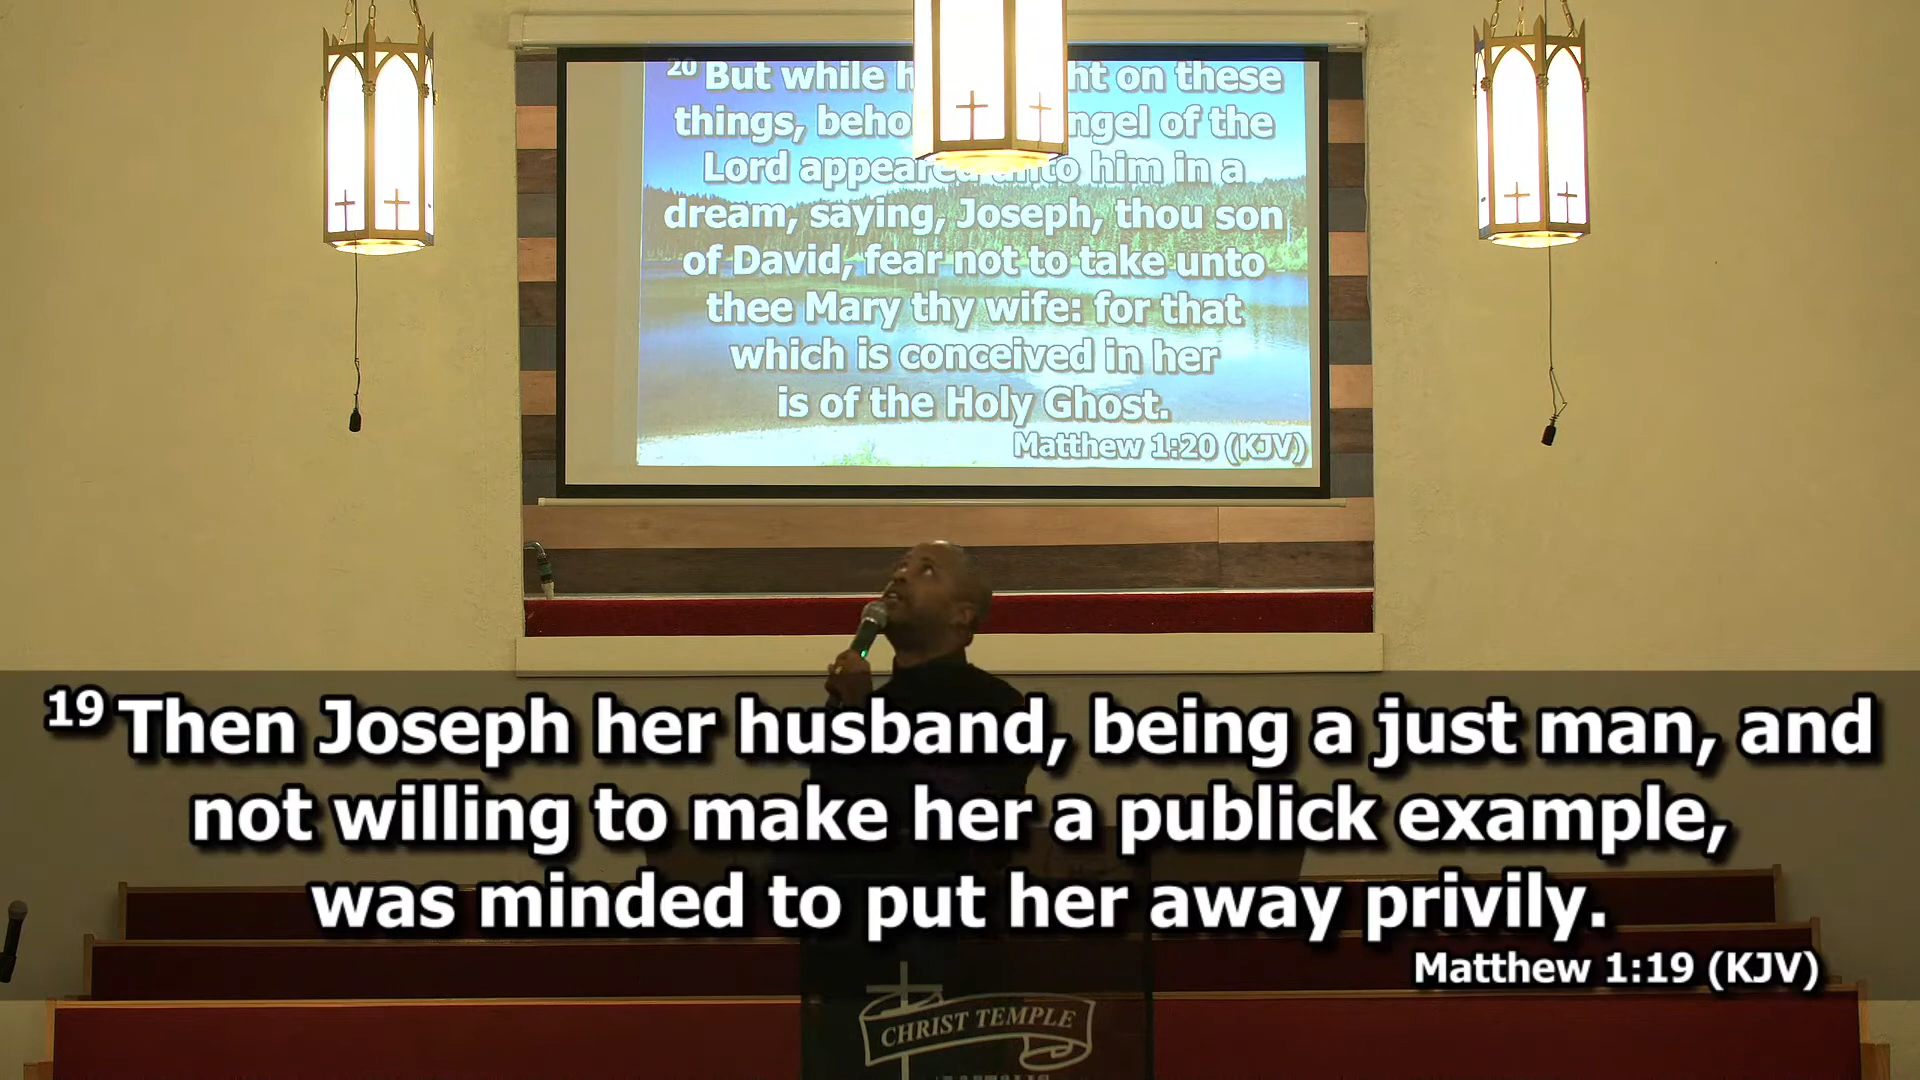 20 But while h ht on these
things, beho ngel of the
Lord appeared unto him in a
dream, saying, Joseph, thou son
of David, fear not to take unto
thee Mary thy wife: for that
which is conceived in her
is of the Holy Ghost.
Matthew 1:20 (KJV)
19 Then Joseph her husband, being a just man, and
not willing to make her a publick example,
was minded to put her away privily.
Matthew 1:19 (KJV)
CHRIST TEMPLE